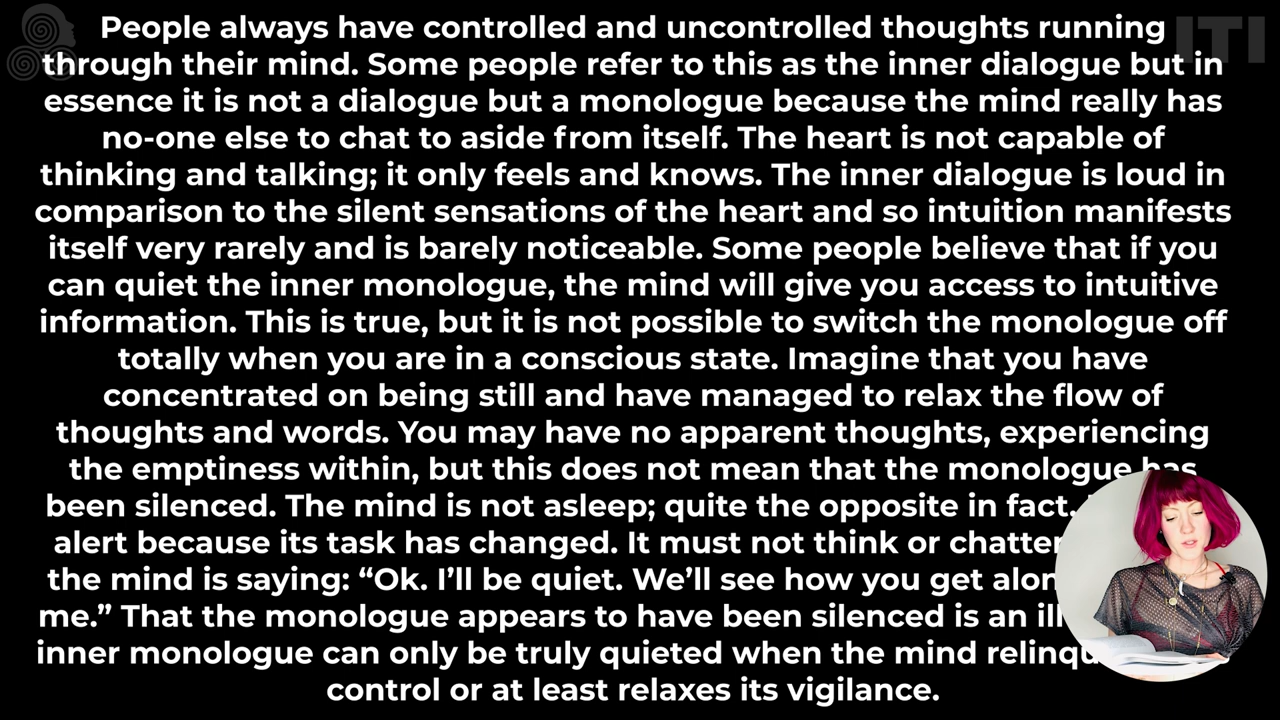 People always have controlled and uncontrolled thoughts running
ITI
through their mind. Some people refer to this as the inner dialogue but in
essence it is not a dialogue but a monologue because the mind really has
no-one else to chat to aside from itself. The heart is not capable of
thinking and talking; it only feels and knows. The inner dialogue is loud in
comparison to the silent sensations of the heart and so intuition manifests
itself very rarely and is barely noticeable. Some people believe that if you
can quiet the inner monologue, the mind will give you access to intuitive
information. This is true, but it is not possible to switch the monologue off
totally when you are in a conscious state. Imagine that you have
concentrated on being still and have managed to relax the flow of
thoughts and words. You may have no apparent thoughts, experiencing
the emptiness within, but this does not mean that the monologue has
been silenced. The mind is not asleep; quite the opposite in fact.
alert because its task has changed. It must not think or chatter
the mind is saying: “Ok. I’ll be quiet. We’ll see how you get
me.” That the monologue appears to have been silenced is an
inner monologue can only be truly quieted when the mind
control or at least relaxes its vigilance.